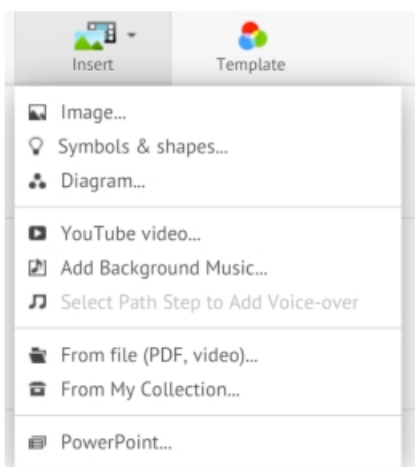 Insert
Template
Image...
Symbols & shapes...
Diagram...
YouTube video...
Add Background Music...
Select Path Step to Add Voice-over
From file (PDF, video)...
From My Collection...
PowerPoint...